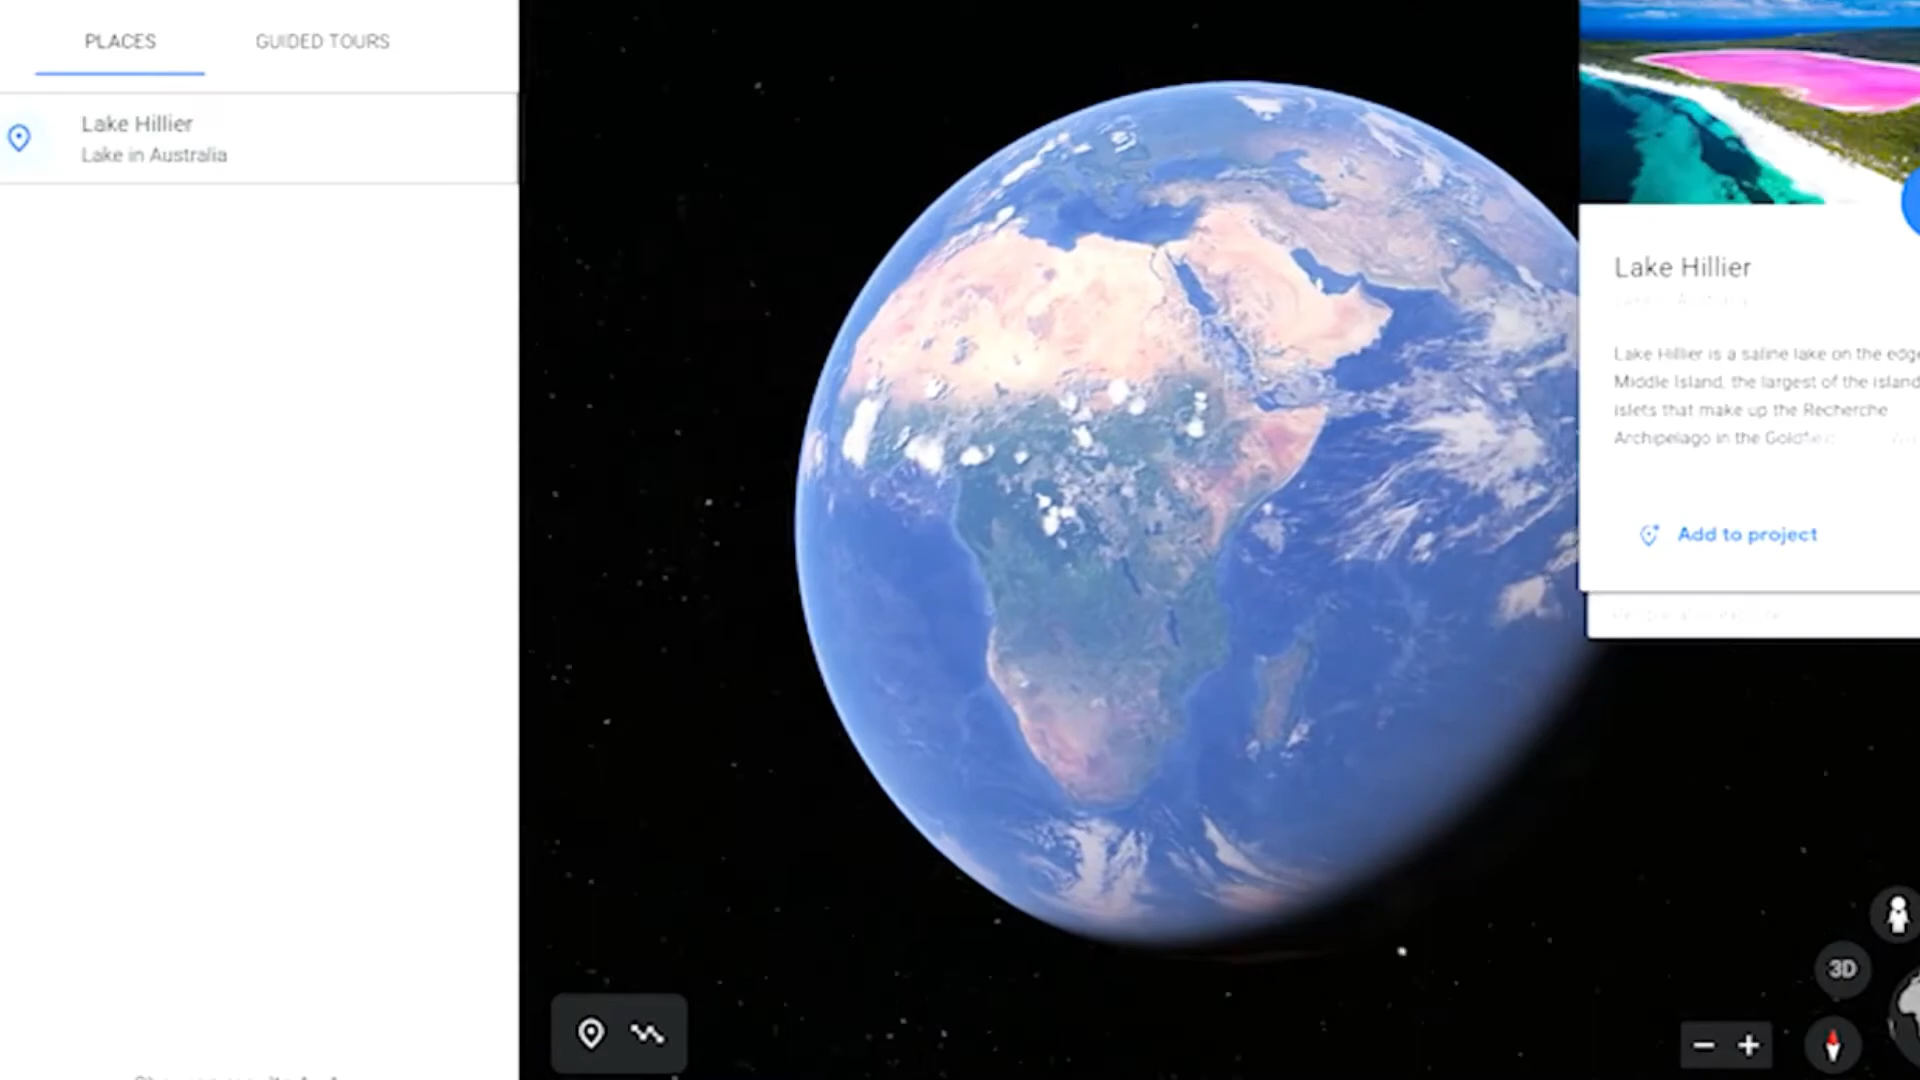 PLACES
GUIDED TOURS
Lake Hillier
Lake in Australia
Lake Hillier
Lake Hillier is a saline lake on the edge
Middle Island, the largest of the island
islets that make up the Recherche
Archipelago in the
Add to project
3D